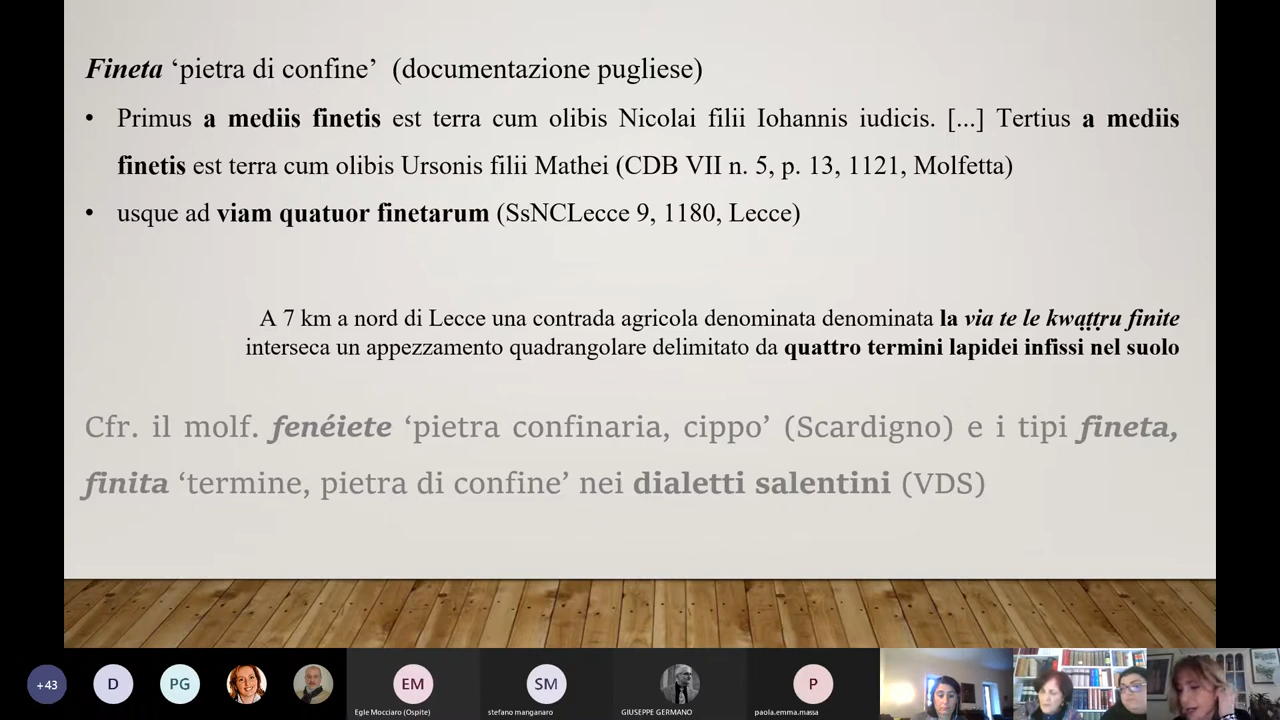 Fineta ‘pietra di confine’ (documentazione pugliese)
• Primus a mediis finetis est terra cum olibis Nicolai filii Iohannis iudicis. [...] Tertius a mediis
finetis est terra cum olibis Ursonis filii Mathei (CDB VII n. 5, p. 13, 1121, Molfetta)
• usque ad viam quatuor finetarum (SsNCLecce 9, 1180, Lecce)
A 7 km a nord di Lecce una contrada agricola denominata denominata la via te le kwaṭṭṛu finite
interseca un appezzamento quadrangolare delimitato da quattro termini lapidei infissi nel suolo
Cfr. il molf. fenéiete ‘pietra confinaria, cippo’ (Scardigno) e i tipi fineta,
finita ‘termine, pietra di confine’ nei dialetti salentini (VDS)
+43
D
PG
EM
SM
P
Egle Mocciaro (Ospite)
stefano manganaro
GIUSEPPE GERMANO
paola.emma.massa